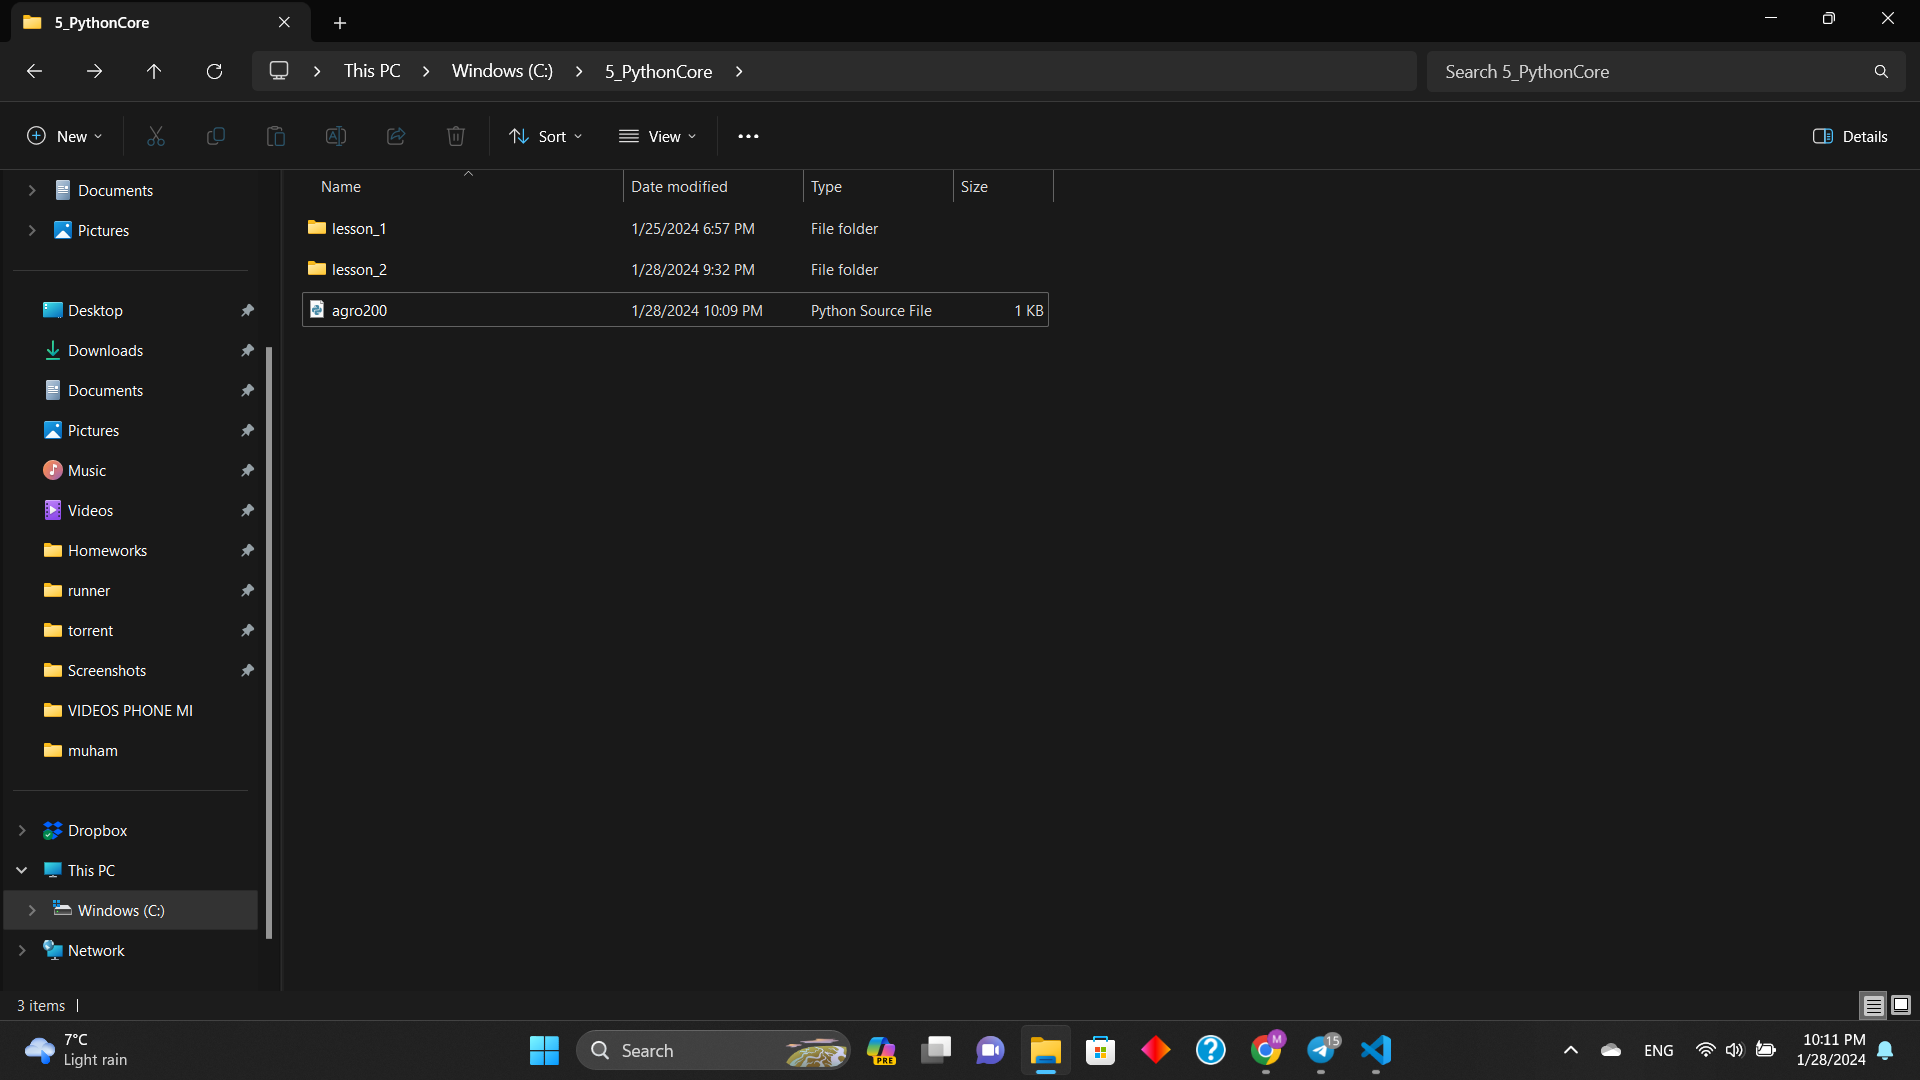 5_PythonCore
This PC
Windows (C:)
5_PythonCore
Search 5_PythonCore
New
Sort
View
Details
Documents
Pictures
Desktop
Downloads
Documents
Pictures
Music
Videos
Homeworks
runner
torrent
Screenshots
VIDEOS PHONE MI
muham
Dropbox
This PC
Windows (C:)
Network
Name Date modified Type Size
lesson_1 1/25/2024 6:57 PM File folder
lesson_2 1/28/2024 9:32 PM File folder
agro200 1/28/2024 10:09 PM Python Source File 1 KB
3 items
7°C
Light rain
Search
PRE
M
15
ENG
10:11 PM
1/28/2024